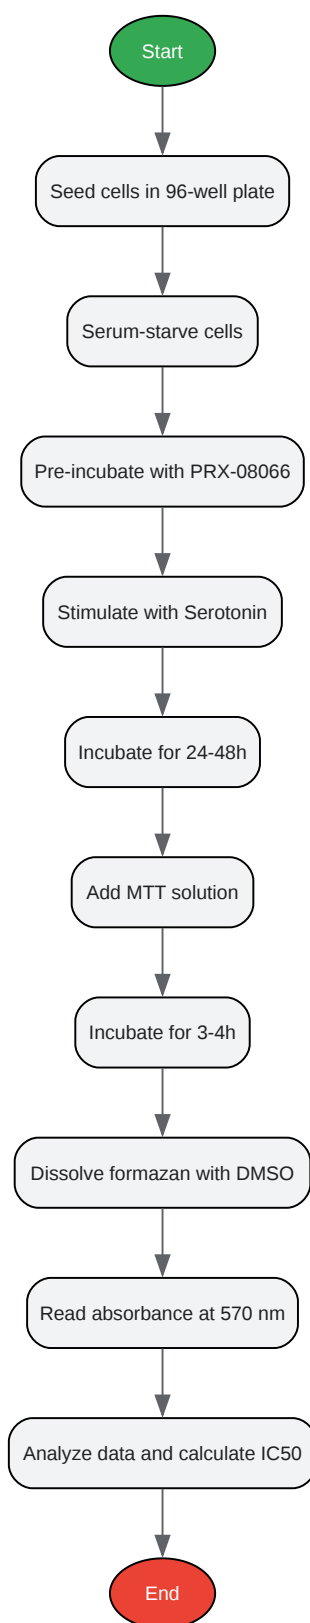 Start
Seed cells in 96-well plate
Serum-starve cells
Pre-incubate with PRX-08066
Stimulate with Serotonin
Incubate for 24-48h
Add MTT solution
Incubate for 3-4h
Dissolve formazan with DMSO
Read absorbance at 570 nm
Analyze data and calculate IC50
End